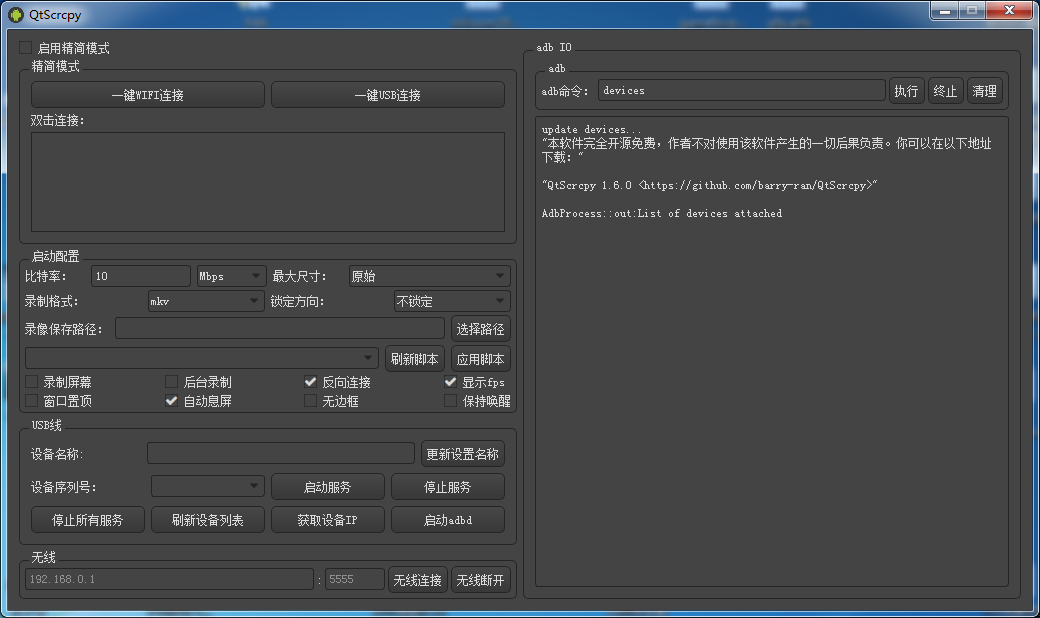 QtScrcpy
启用精简模式
精简模式
一键WIFI连接
一键USB连接
双击连接:
启动配置
比特率:
10
Mbps
最大尺寸:
原始
录制格式:
mkv
锁定方向:
不锁定
录像保存路径:
选择路径
刷新脚本
应用脚本
录制屏幕
后台录制
反向连接
显示fps
窗口置顶
自动息屏
无边框
保持唤醒
USB线
设备名称:
更新设置名称
设备序列号:
启动服务
停止服务
停止所有服务
刷新设备列表
获取设备IP
启动adbd
无线
192.168.0.1
:
5555
无线连接
无线断开
adb IO
adb
adb命令:
devices
执行
终止
清理
update devices...
"本软件完全开源免费，作者不对使用该软件产生的一切后果负责。你可以在以下地址
下载："
"QtScrcpy 1.6.0 <https://github.com/barry-ran/QtScrcpy>"
AdbProcess::out:List of devices attached